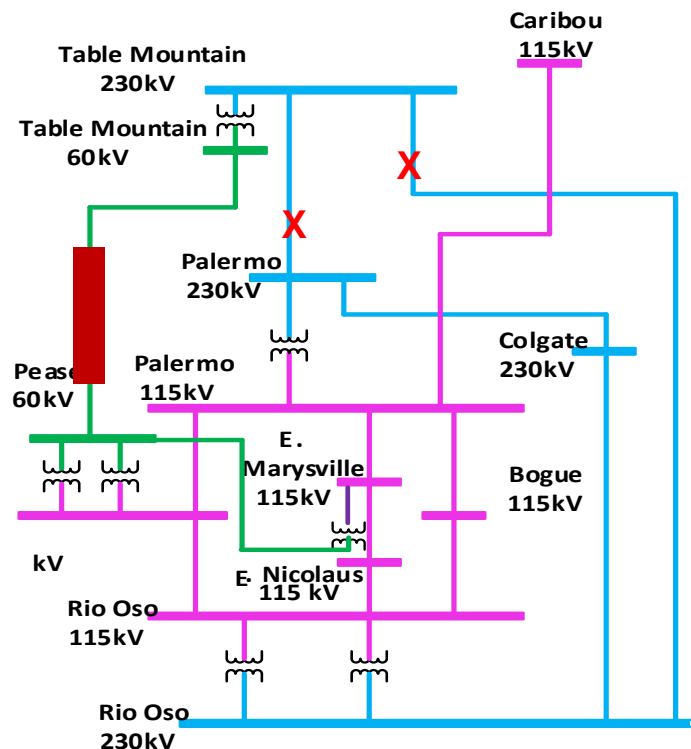 Caribou
115kV
Table Mountain
230kV
Table Mountain
60kV
X
X
Palermo
230kV
Colgate
230kV
Pease
60kV
Palermo
115kV
E.
Marysville
115kV
Bogue
115kV
kV
E. Nicolaus
115 kV
Rio Oso
115kV
Rio Oso
230kV